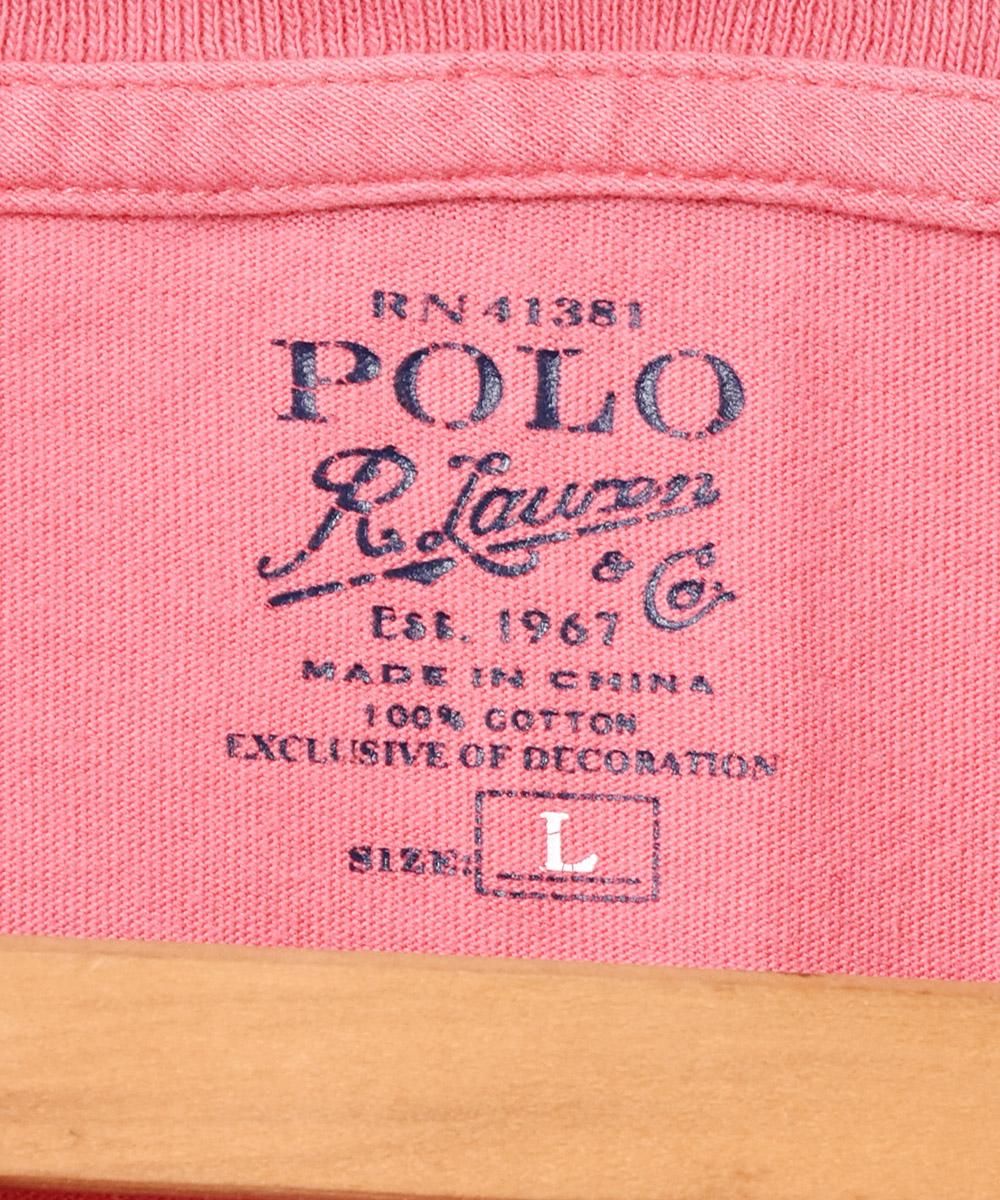 RN 41381
POLO
R. Lauren
& Co
Est. 1967
MADE IN CHINA
100% COTTON
EXCLUSIVE OF DECORATION
SIZE: L